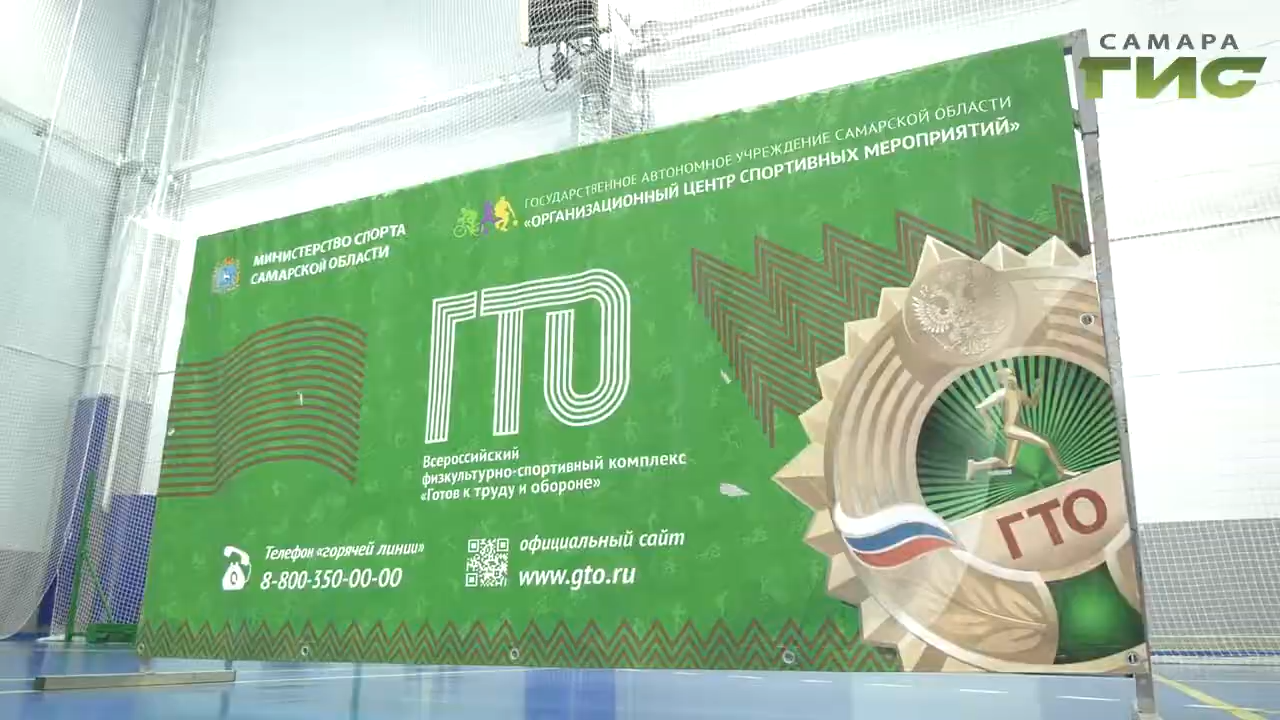 САМАРА
ГИС
ГОСУДАРСТВЕННОЕ АВТОНОМНОЕ УЧРЕЖДЕНИЕ САМАРСКОЙ ОБЛАСТИ
«ОРГАНИЗАЦИОННЫЙ ЦЕНТР СПОРТИВНЫХ МЕРОПРИЯТИЙ»
МИНИСТЕРСТВО СПОРТА
САМАРСКОЙ ОБЛАСТИ
ГТО
Всероссийский
физкультурно-спортивный комплекс
«Готов к труду и обороне»
ГТО
Телефон «горячей линии»
8-800-350-00-00
официальный сайт
www.gto.ru